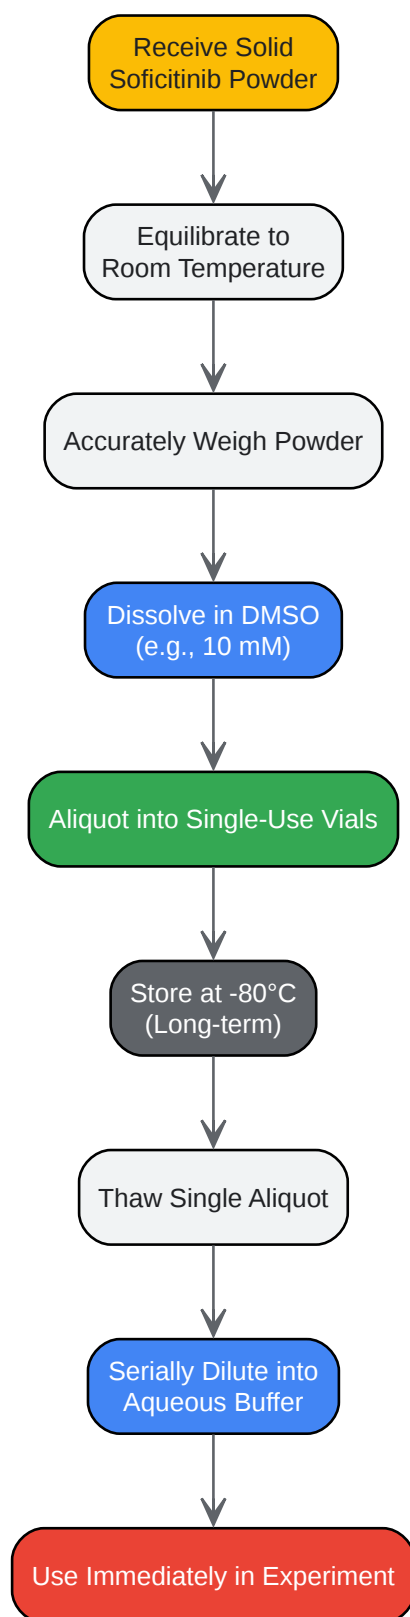 Receive Solid
Soficitinib Powder
Equilibrate to
Room Temperature
Accurately Weigh Powder
Dissolve in DMSO
(e.g., 10 mM)
Aliquot into Single-Use Vials
Store at -80°C
(Long-term)
Thaw Single Aliquot
Serially Dilute into
Aqueous Buffer
Use Immediately in Experiment